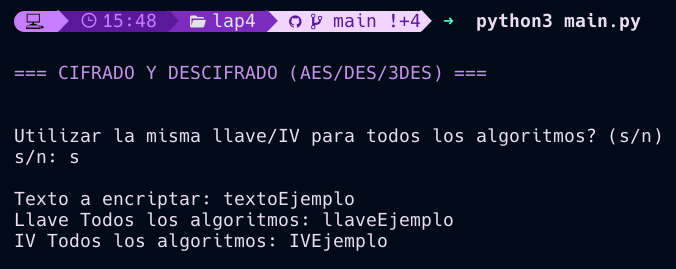 15:48 lap4 main !+4 → python3 main.py
=== CIFRADO Y DESCIFRADO (AES/DES/3DES) ===
Utilizar la misma llave/IV para todos los algoritmos? (s/n)
s/n: s
Texto a encriptar: textoEjemplo
Llave Todos los algoritmos: llaveEjemplo
IV Todos los algoritmos: IVEjemplo